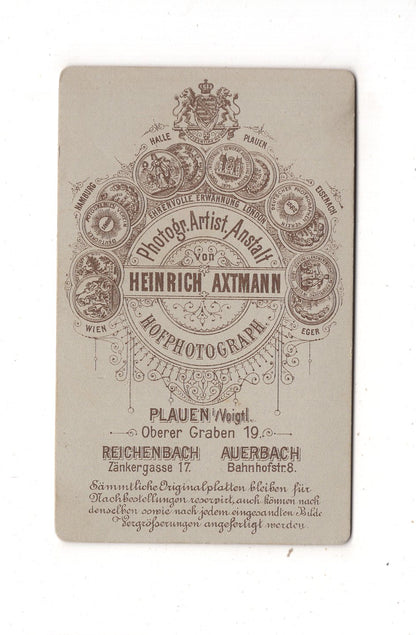 HALLE PLAUEN
HAMBURG EISENACH
EHRENVOLLE ERWÄHNUNG LONDON
Photogr. Artist. Anstalt
von
HEINRICH AXTMANN
HOFPHOTOGRAPH.
WIEN EGER
PLAUEN i/Voigtl.
Oberer Graben 19.
REICHENBACH AUERBACH
Zänkergasse 17. Bahnhofstr. 8.
Sämmtliche Originalplatten bleiben für
Nachbestellungen reservirt, auch können nach
denselben sowie nach jedem eingesandten Bilde
Vergrösserungen angefertigt werden.